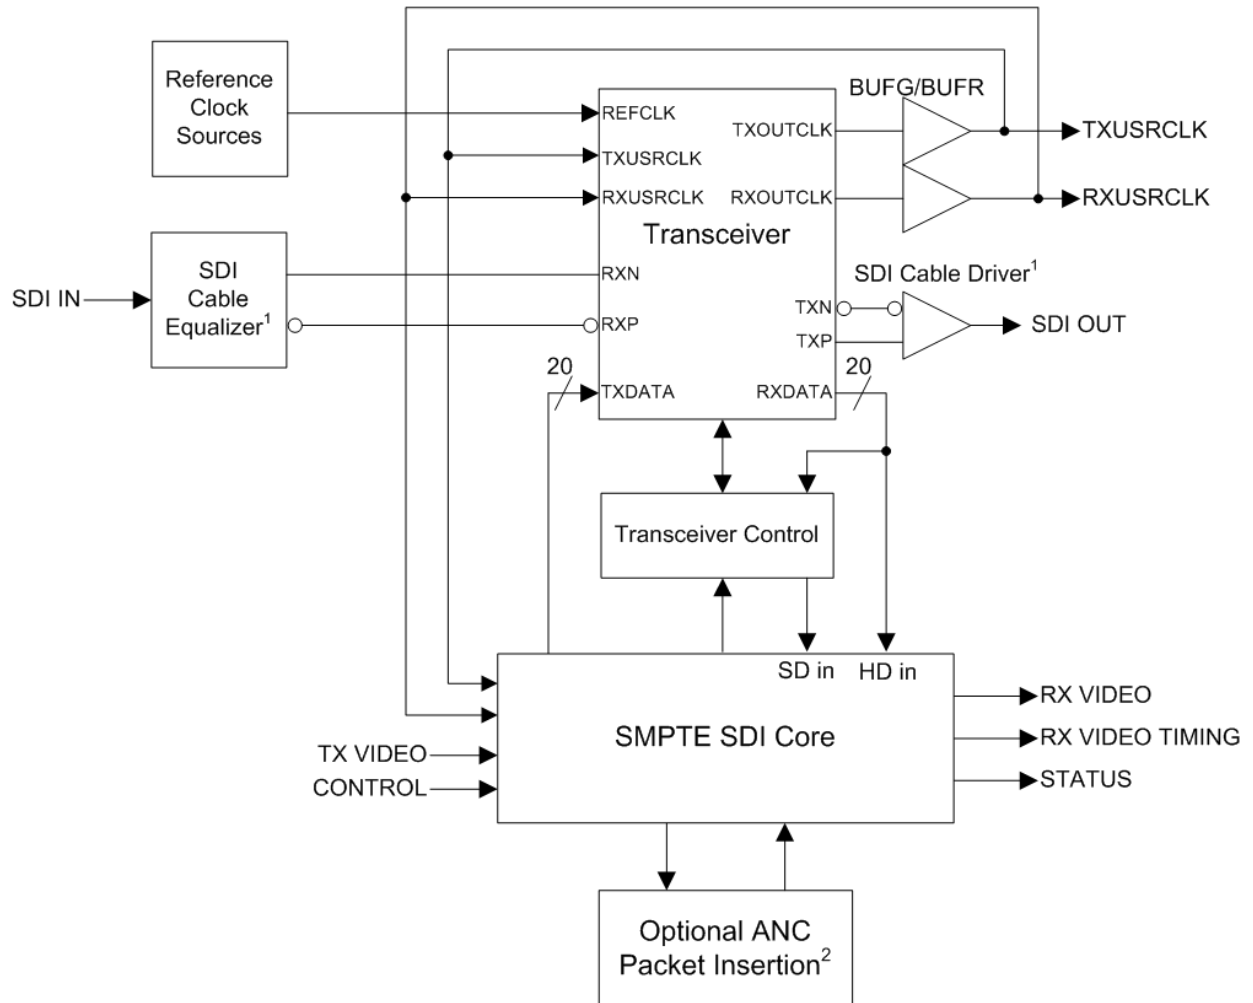 Reference
Clock
Sources
BUFG/BUFR
REFCLK
TXOUTCLK
TXUSRCLK
TXUSRCLK
RXUSRCLK
RXOUTCLK
RXUSRCLK
Transceiver
SDI
Cable
Equalizer¹
SDI IN
RXN
RXP
SDI Cable Driver¹
TXN
TXP
SDI OUT
20
TXDATA
RXDATA
20
Transceiver Control
SD in
HD in
SMPTE SDI Core
TX VIDEO
CONTROL
RX VIDEO
RX VIDEO TIMING
STATUS
Optional ANC
Packet Insertion²